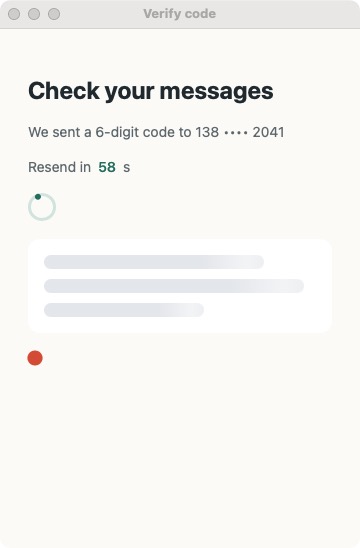 Verify code
Check your messages
We sent a 6-digit code to 138 •••• 2041
Resend in 58 s